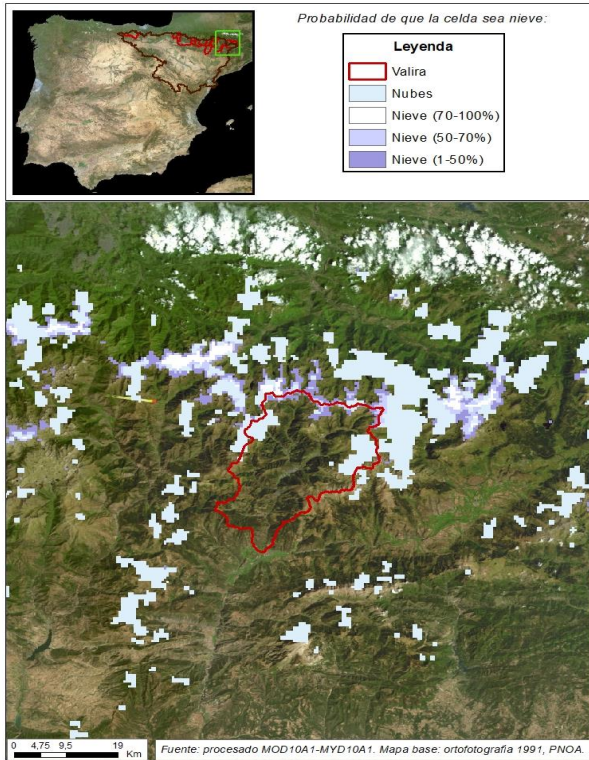 Probabilidad de que la celda sea nieve:
Leyenda
Valira
Nubes
Nieve (70-100%)
Nieve (50-70%)
Nieve (1-50%)
0 4,75 9,5 19
Km
Fuente: procesado MOD10A1-MYD10A1. Mapa base: ortofotografía 1991, PNOA.